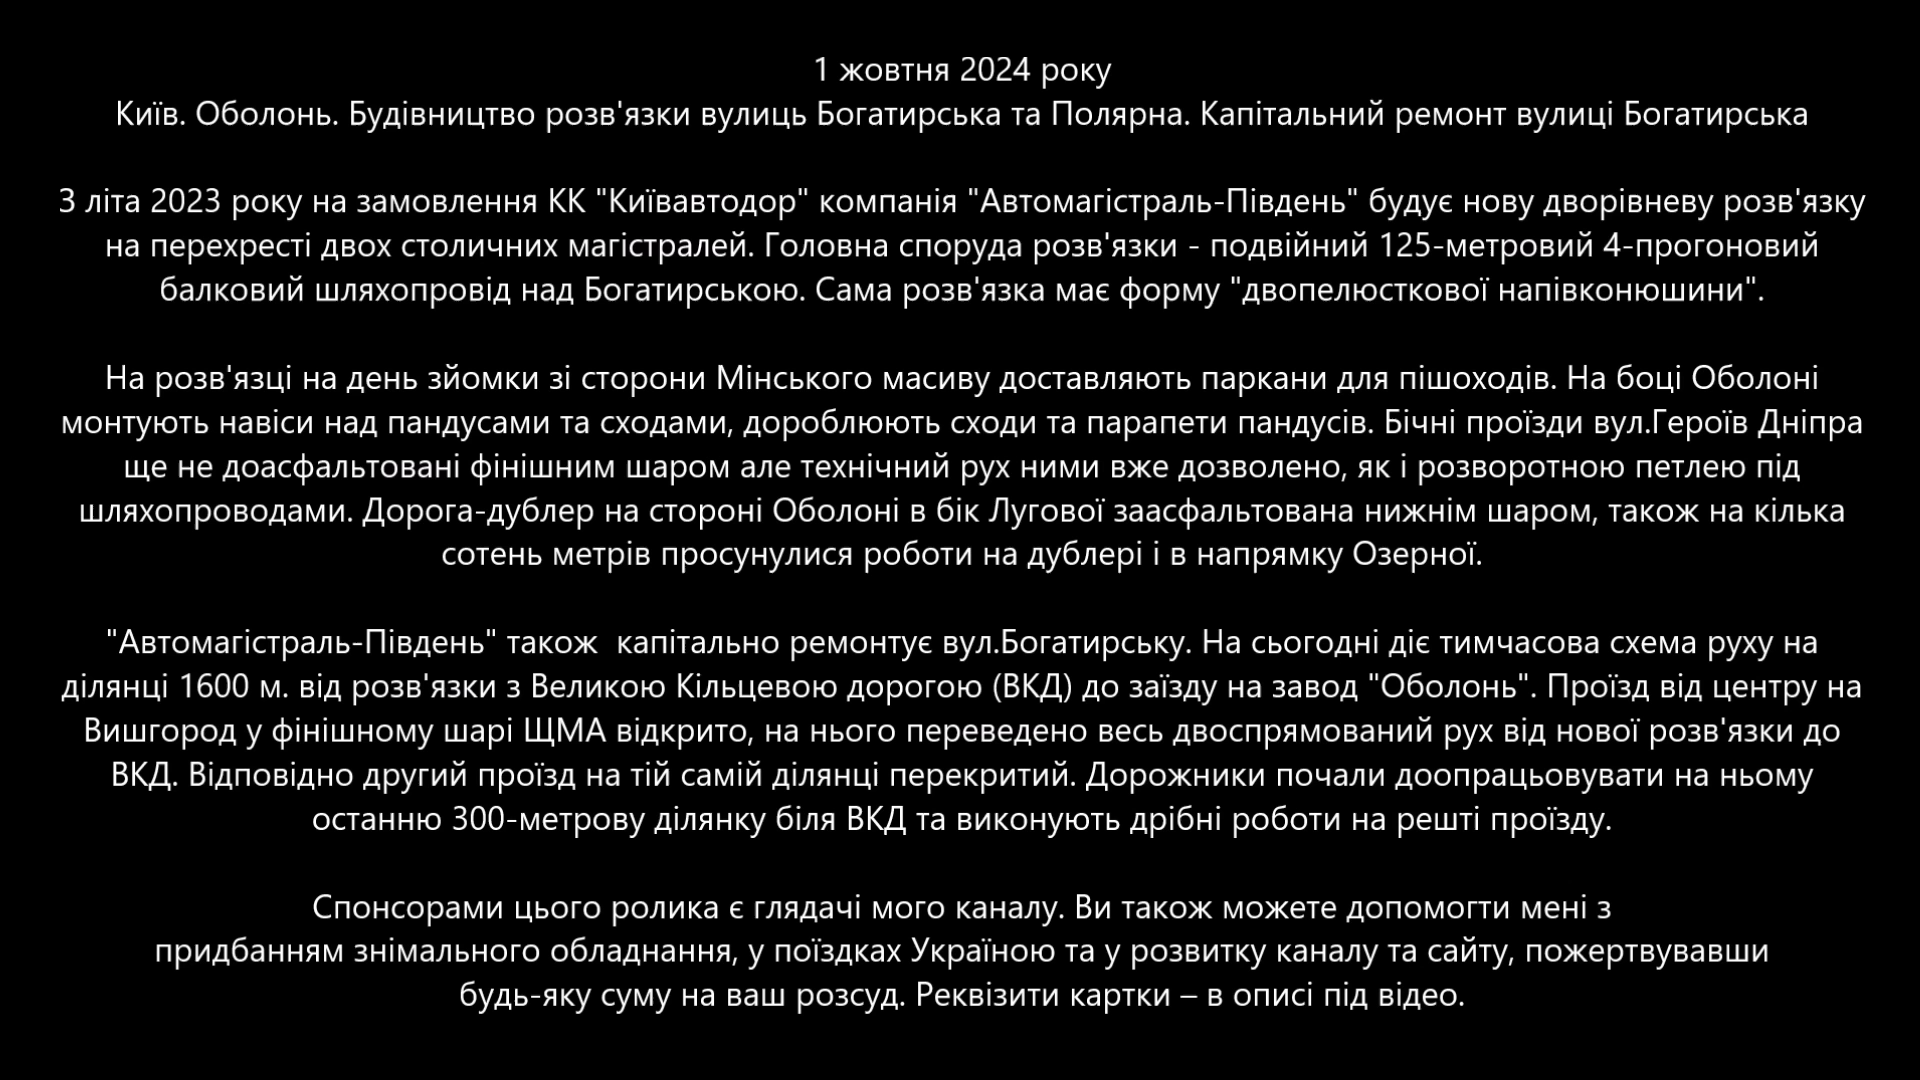 1 жовтня 2024 року
Київ. Оболонь. Будівництво розв'язки вулиць Богатирська та Полярна. Капітальний ремонт вулиці Богатирська
З літа 2023 року на замовлення КК "Київавтодор" компанія "Автомагістраль-Південь" будує нову дворівневу розв'язку
на перехресті двох столичних магістралей. Головна споруда розв'язки - подвійний 125-метровий 4-прогоновий
балковий шляхопровід над Богатирською. Сама розв'язка має форму "двопелюсткової напівконюшини".
На розв'язці на день зйомки зі сторони Мінського масиву доставляють паркани для пішоходів. На боці Оболоні
монтують навіси над пандусами та сходами, дороблюють сходи та парапети пандусів. Бічні проїзди вул.Героїв Дніпра
ще не доасфальтовані фінішним шаром але технічний рух ними вже дозволено, як і розворотною петлею під
шляхопроводами. Дорога-дублер на стороні Оболоні в бік Лугової заасфальтована нижнім шаром, також на кілька
сотень метрів просунулися роботи на дублері і в напрямку Озерної.
"Автомагістраль-Південь" також  капітально ремонтує вул.Богатирську. На сьогодні діє тимчасова схема руху на
ділянці 1600 м. від розв'язки з Великою Кільцевою дорогою (ВКД) до заїзду на завод "Оболонь". Проїзд від центру на
Вишгород у фінішному шарі ЩМА відкрито, на нього переведено весь двоспрямований рух від нової розв'язки до
ВКД. Відповідно другий проїзд на тій самій ділянці перекритий. Дорожники почали доопрацьовувати на ньому
останню 300-метрову ділянку біля ВКД та виконують дрібні роботи на решті проїзду.
Спонсорами цього ролика є глядачі мого каналу. Ви також можете допомогти мені з
придбанням знімального обладнання, у поїздках Україною та у розвитку каналу та сайту, пожертвувавши
будь-яку суму на ваш розсуд. Реквізити картки – в описі під відео.